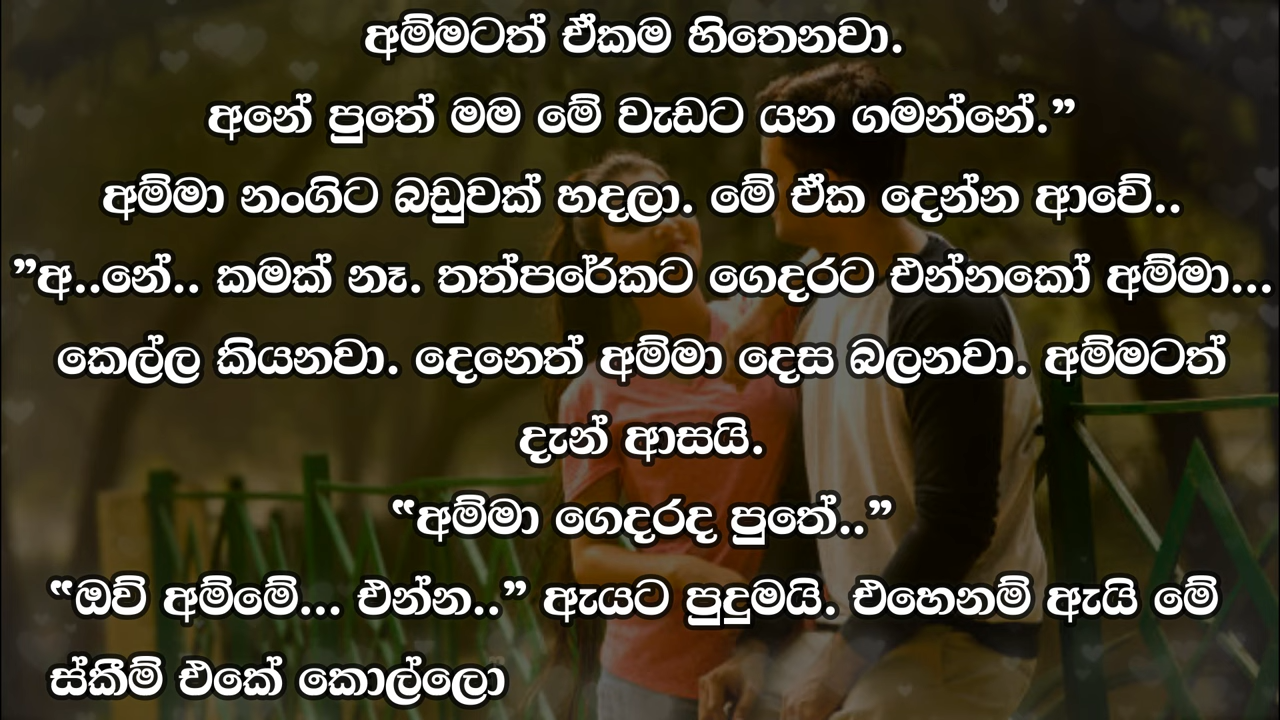 අම්මටත් ඒකම හිතෙනවා.
අනේ පුතේ මම මේ වැඩට යන ගමන්නේ.”
අම්මා නංගිට බඩුවක් හදලා. මේ ඒක දෙන්න ආවේ..
”අ..නේ.. කමක් නෑ. තත්පරේකට ගෙදරට එන්නකෝ අම්මා...
කෙල්ල කියනවා. දෙනෙත් අම්මා දෙස බලනවා. අම්මටත්
දැන් ආසයි.
“අම්මා ගෙදරද පුතේ..”
“ඔව් අම්මේ... එන්න..” ඇයට පුදුමයි. එහෙනම් ඇයි මේ
ස්කීම් එකේ කොල්ලො